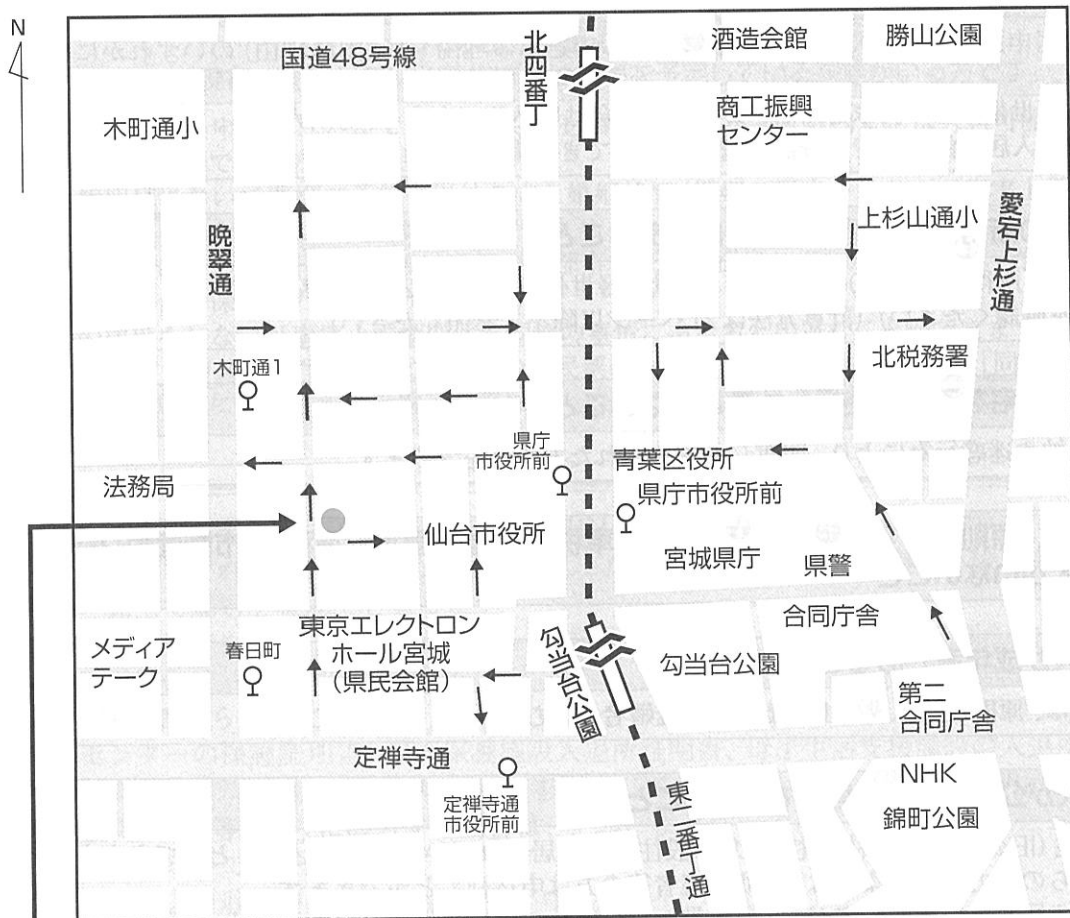 N
国道48号線
北四番丁
酒造会館
勝山公園
木町通小
商工振興
センター
晩翠通
上杉山通小
愛宕上杉通
木町通1
北税務署
県庁
市役所前
青葉区役所
県庁市役所前
法務局
仙台市役所
宮城県庁
県警
合同庁舎
メディア
テーク
春日町
東京エレクトロン
ホール宮城
(県民会館)
勾当台公園
勾当台公園
第二
合同庁舎
定禅寺通
定禅寺通
市役所前
東二番丁通
NHK
錦町公園